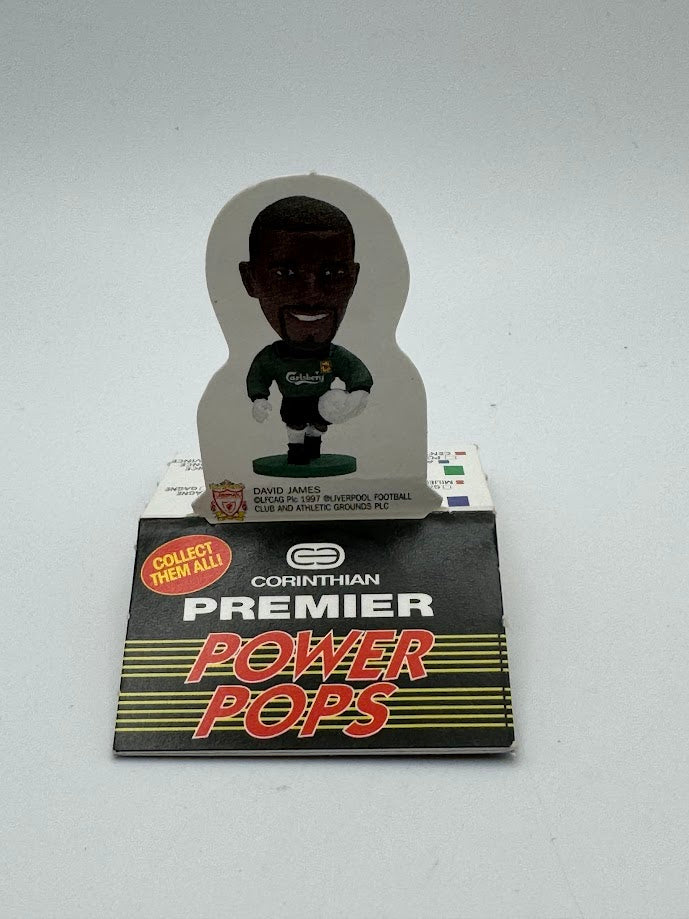 Carlsberg
DAVID JAMES
©LFCAG Plc 1997 ©LIVERPOOL FOOTBALL
CLUB AND ATHLETIC GROUNDS PLC
COLLECT
THEM ALL!
CORINTHIAN
PREMIER
POWER
POPS